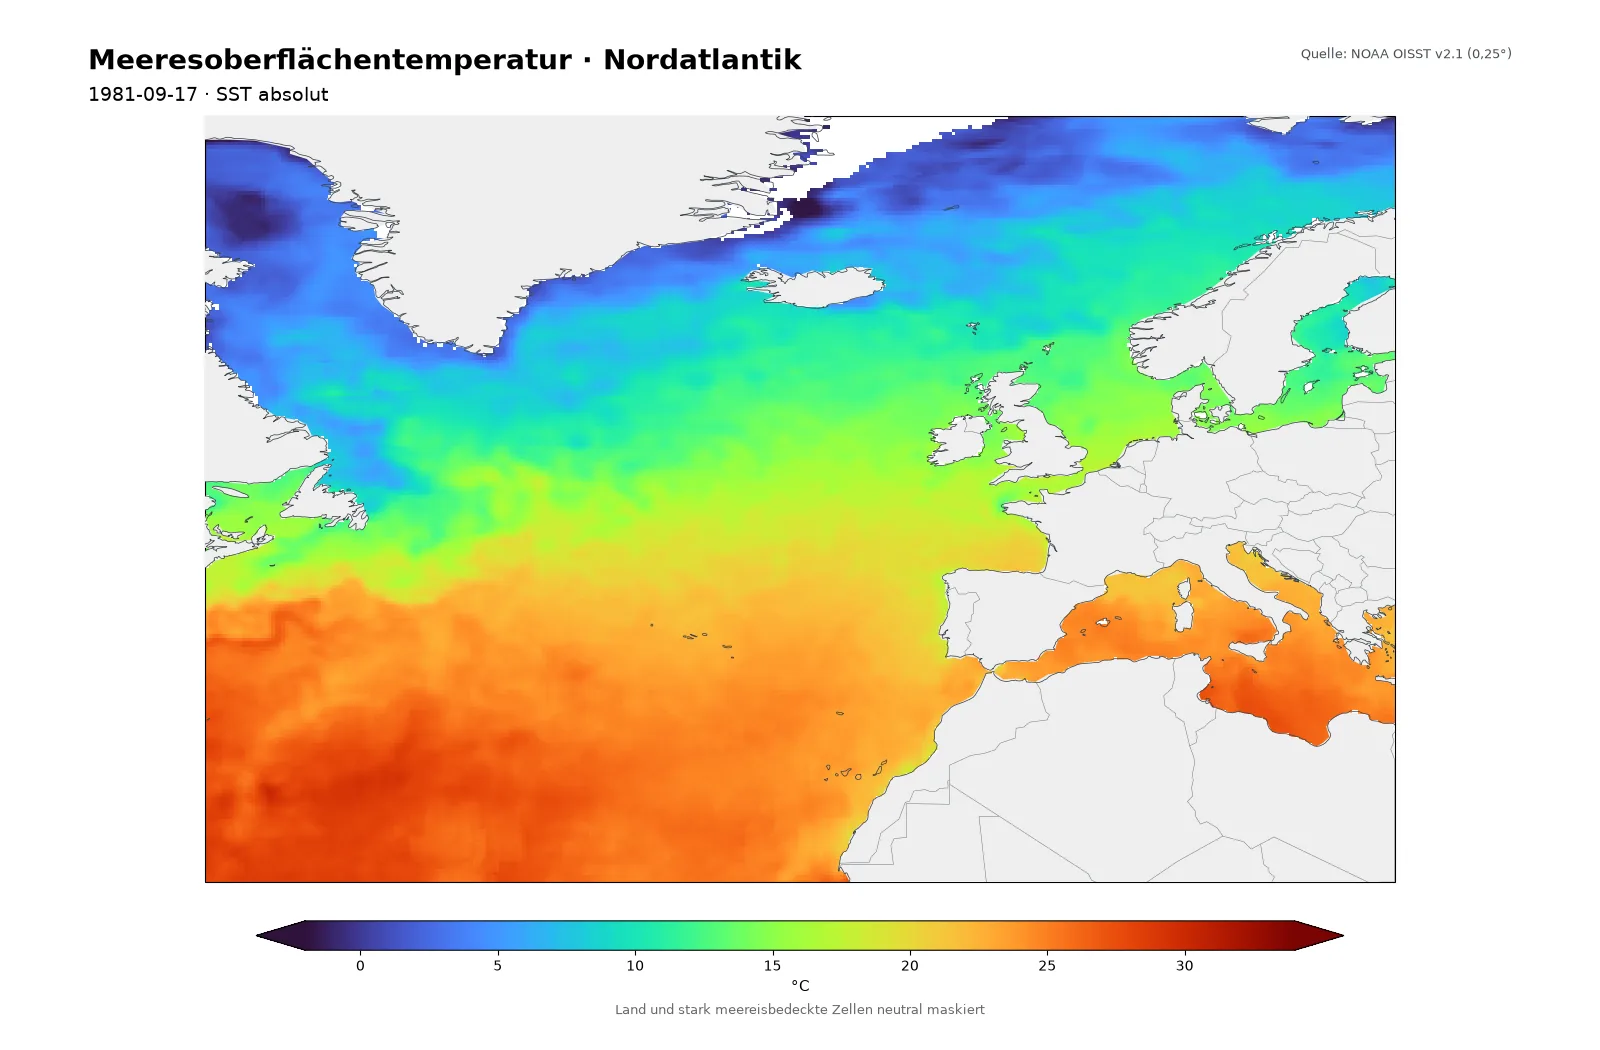 Meeresoberflächentemperatur · Nordatlantik
Quelle: NOAA OISST v2.1 (0,25°)
1981-09-17 · SST absolut
0 5 10 15 20 25 30
°C
Land und stark meereisbedeckte Zellen neutral maskiert